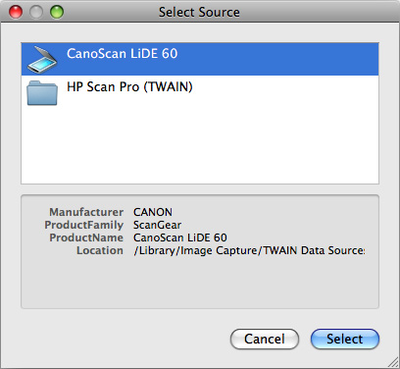 Select Source
CanoScan LiDE 60
HP Scan Pro (TWAIN)
Manufacturer CANON
ProductFamily ScanGear
ProductName CanoScan LiDE 60
Location /Library/Image Capture/TWAIN Data Sources
Cancel Select